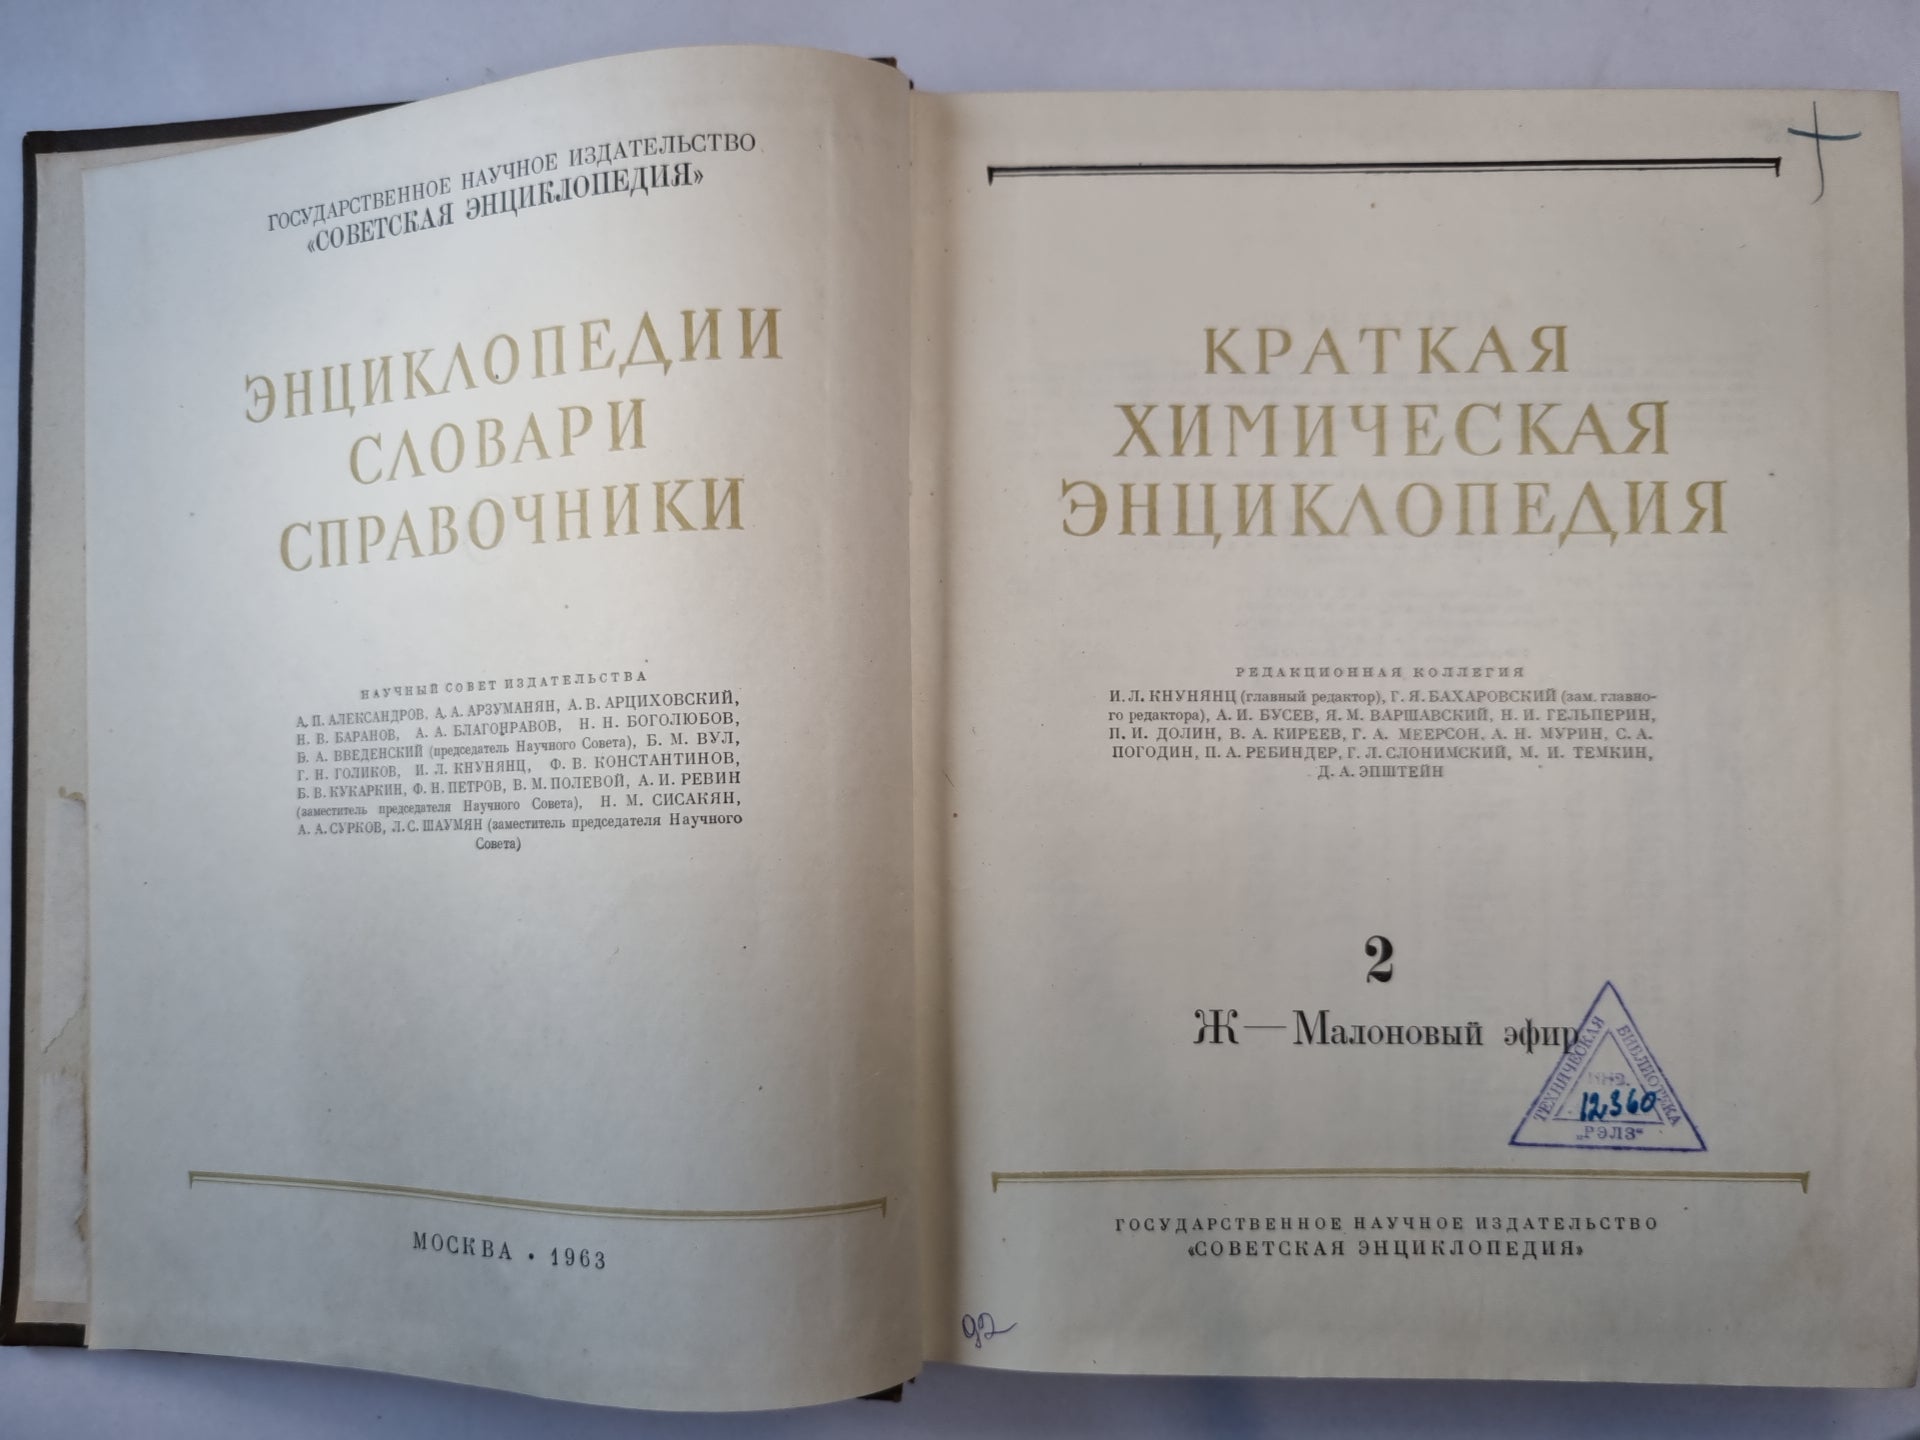 ГОСУДАРСТВЕННОЕ НАУЧНОЕ ИЗДАТЕЛЬСТВО
«СОВЕТСКАЯ ЭНЦИКЛОПЕДИЯ»
ЭНЦИКЛОПЕДИИ
СЛОВАРИ
СПРАВОЧНИКИ
НАУЧНЫЙ СОВЕТ ИЗДАТЕЛЬСТВА
А. П. АЛЕКСАНДРОВ, А. А. АРЗУМАНЯН, А. В. АРЦИХОВСКИЙ,
Н. В. БАРАНОВ, А. А. БЛАГОНРАВОВ, Н. Н. БОГОЛЮБОВ,
Б. А. ВВЕДЕНСКИЙ (председатель Научного Совета), Б. М. ВУЛ,
Г. Н. ГОЛИКОВ, И. Л. КНУНЯНЦ, Ф. В. КОНСТАНТИНОВ,
Б. В. КУКАРКИН, Ф. Н. ПЕТРОВ, В. М. ПОЛЕВОЙ, А. И. РЕВИН
(заместитель председателя Научного Совета), Н. М. СИСАКЯН,
А. А. СУРКОВ, Л. С. ШАУМЯН (заместитель председателя Научного
Совета)
МОСКВА • 1963
КРАТКАЯ
ХИМИЧЕСКАЯ
ЭНЦИКЛОПЕДИЯ
РЕДАКЦИОННАЯ КОЛЛЕГИЯ
И. Л. КНУНЯНЦ (главный редактор), Г. Я. БАХАРОВСКИЙ (зам. главно-
го редактора), А. И. БУСЕВ, Я. М. ВАРШАВСКИЙ, Н. И. ГЕЛЬПЕРИН,
П. И. ДОЛИН, В. А. КИРЕЕВ, Г. А. МЕЕРСОН, А. Н. МУРИН, С. А.
ПОГОДИН, П. А. РЕБИНДЕР, Г. Л. СЛОНИМСКИЙ, М. И. ТЕМКИН,
Д. А. ЭПШТЕЙН
2
Ж — Малоновый эфир
ТЕХНИЧЕСКАЯ
БИБЛИОТЕКА
ИНВ.
12360
„РЭЛЗ"
ГОСУДАРСТВЕННОЕ НАУЧНОЕ ИЗДАТЕЛЬСТВО
«СОВЕТСКАЯ ЭНЦИКЛОПЕДИЯ»